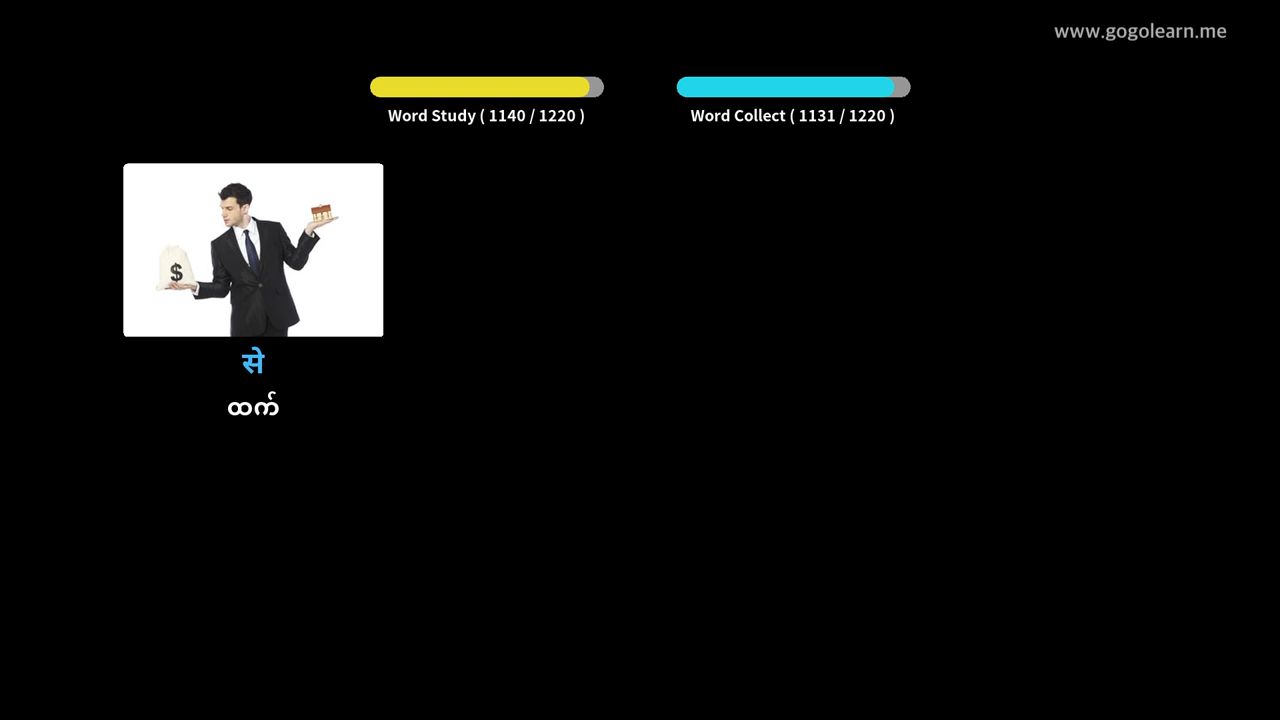 www.gogolearn.me
Word Study ( 1140 / 1220 )
Word Collect ( 1131 / 1220 )
$
से
ထက်